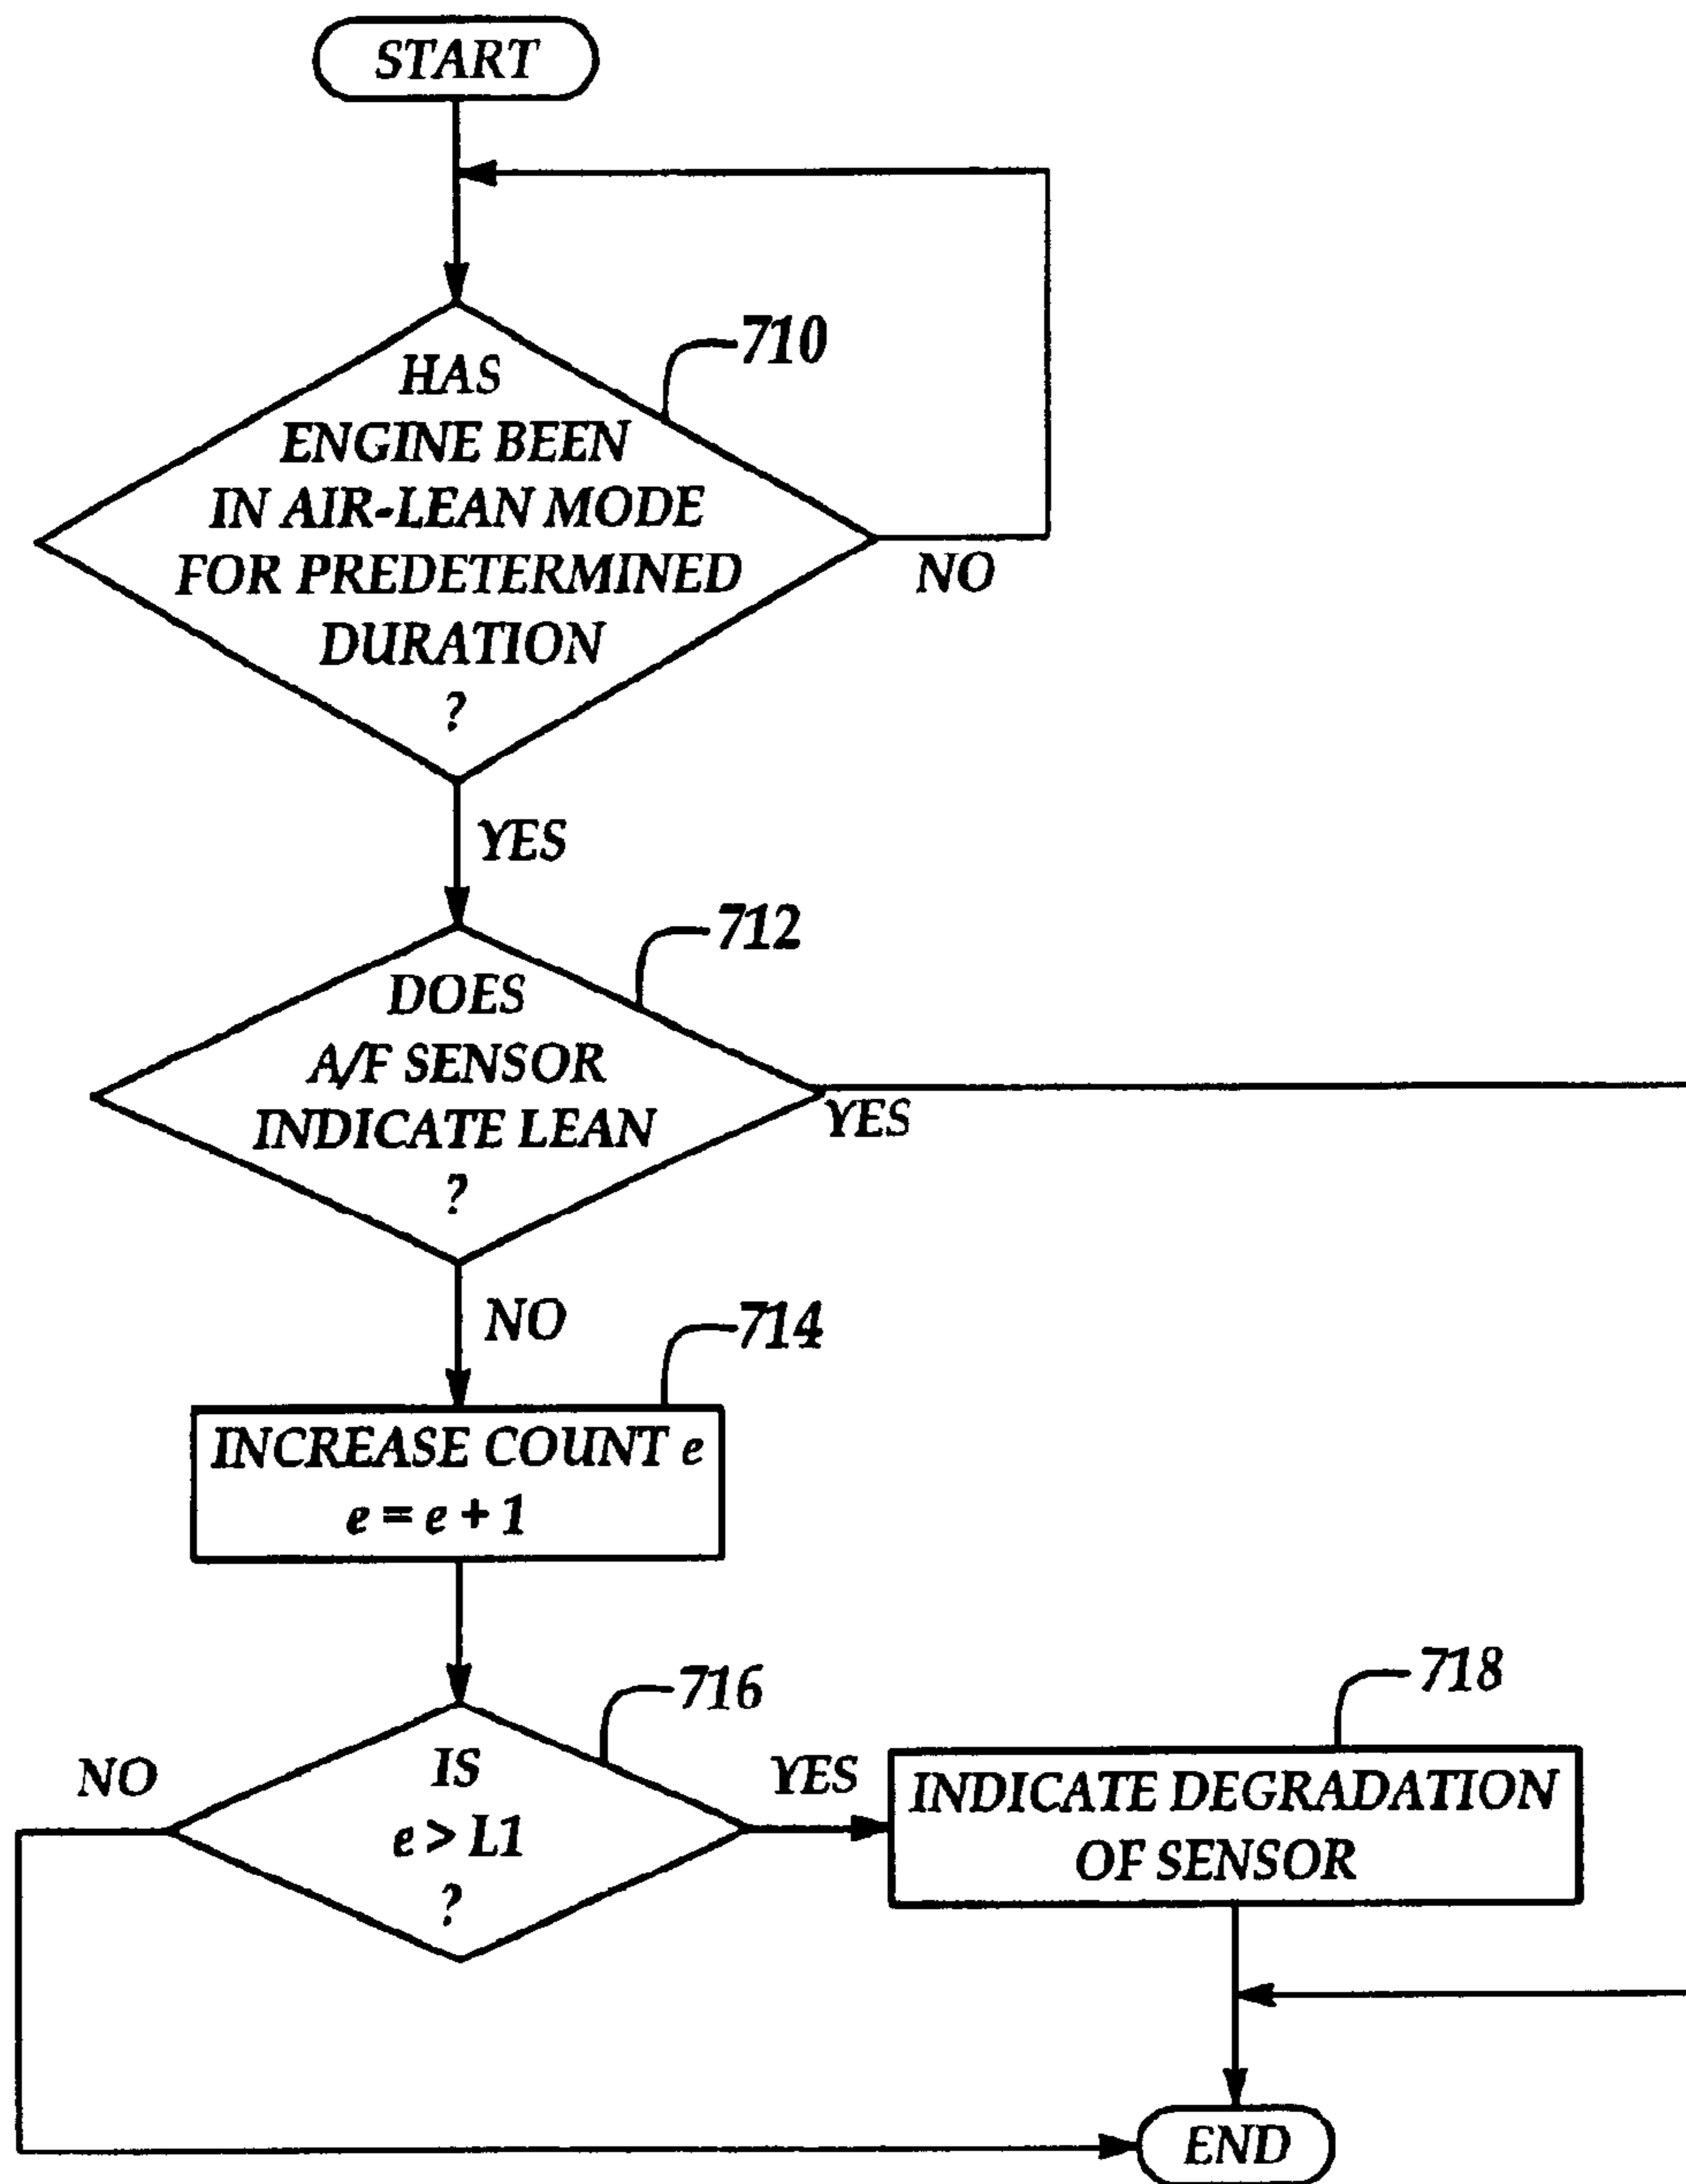 START
710
HAS
ENGINE BEEN
IN AIR-LEAN MODE
FOR PREDETERMINED
DURATION
?
NO
YES
712
DOES
A/F SENSOR
INDICATE LEAN
?
YES
NO
714
INCREASE COUNT e
e = e + 1
716
718
NO
IS
e > L1
?
YES
INDICATE DEGRADATION
OF SENSOR
END